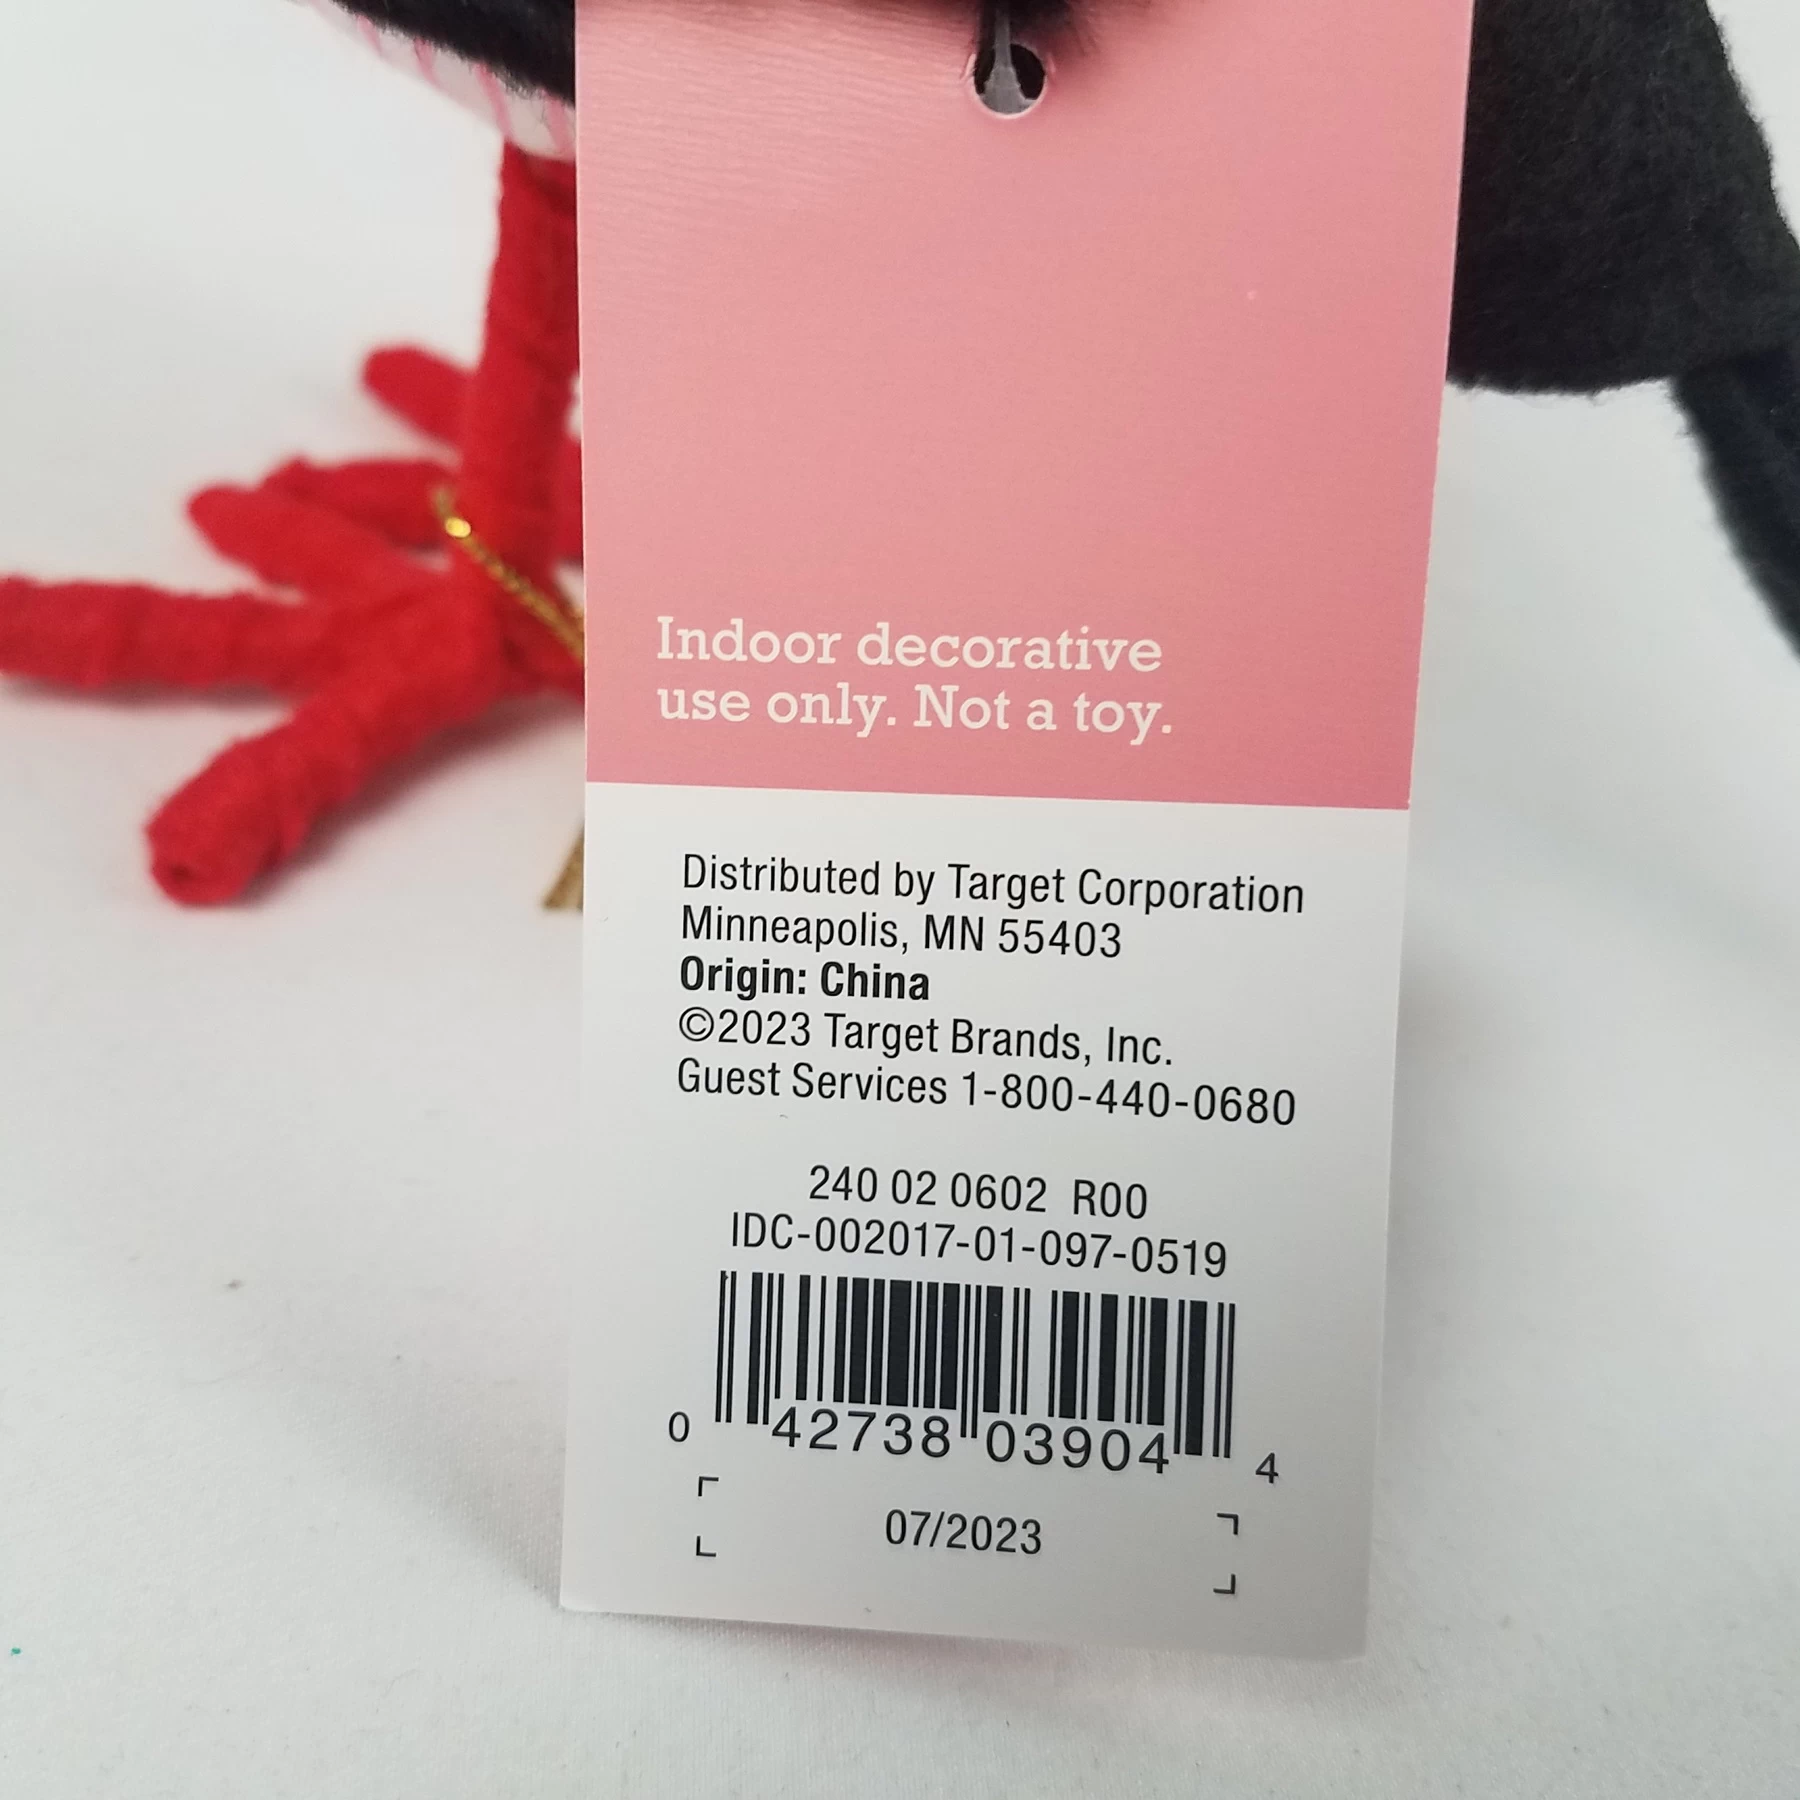 Indoor decorative
use only. Not a toy.
Distributed by Target Corporation
Minneapolis, MN 55403
Origin: China
©2023 Target Brands, Inc.
Guest Services 1-800-440-0680
240 02 0602 R00
IDC-002017-01-097-0519
0 42738 03904 4
07/2023